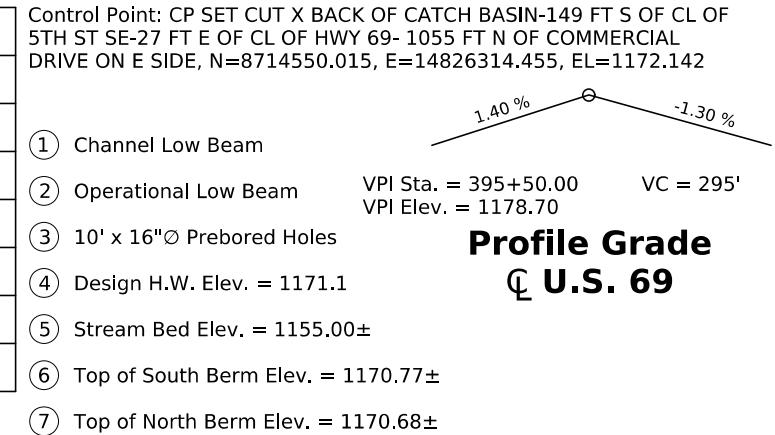 Control Point: CP SET CUT X BACK OF CATCH BASIN-149 FT S OF CL OF
5TH ST SE-27 FT E OF CL OF HWY 69- 1055 FT N OF COMMERCIAL
DRIVE ON E SIDE, N=8714550.015, E=14826314.455, EL=1172.142
1.40 %
-1.30 %
1 Channel Low Beam
2 Operational Low Beam
3 10' x 16"∅ Prebored Holes
4 Design H.W. Elev. = 1171.1
5 Stream Bed Elev. = 1155.00±
6 Top of South Berm Elev. = 1170.77±
7 Top of North Berm Elev. = 1170.68±
VPI Sta. = 395+50.00 VC = 295'
VPI Elev. = 1178.70
Profile Grade
℄ U.S. 69